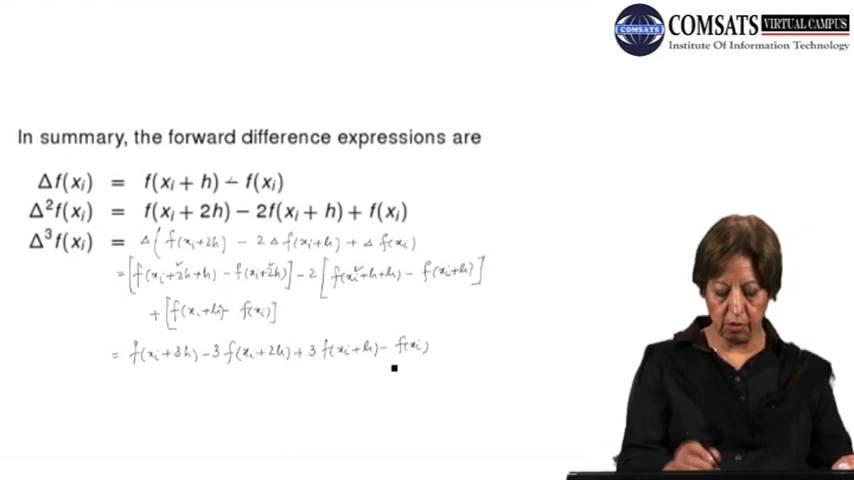 COMSATS
COMSATS VIRTUAL CAMPUS
Institute Of Information Technology
In summary, the forward difference expressions are
Δf(xᵢ) = f(xᵢ + h) − f(xᵢ)
Δ²f(xᵢ) = f(xᵢ + 2h) − 2f(xᵢ + h) + f(xᵢ)
Δ³f(xᵢ) = Δ(f(xᵢ+2h) − 2Δf(xᵢ+h) + Δf(xᵢ)
= [f(xᵢ+2h+h) − f(xᵢ+2h)] − 2[f(xᵢ+h+h) − f(xᵢ+h)]
+ [f(xᵢ+h) − f(xᵢ)]
= f(xᵢ+3h) − 3f(xᵢ+2h) + 3f(xᵢ+h) − f(xᵢ)